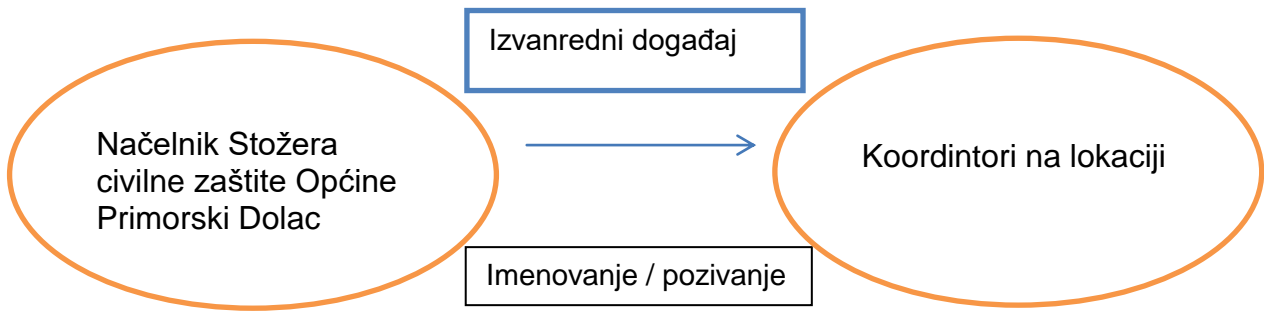 Izvanredni događaj
Načelnik Stožera
civilne zaštite Općine
Primorski Dolac
Koordintori na lokaciji
Imenovanje / pozivanje